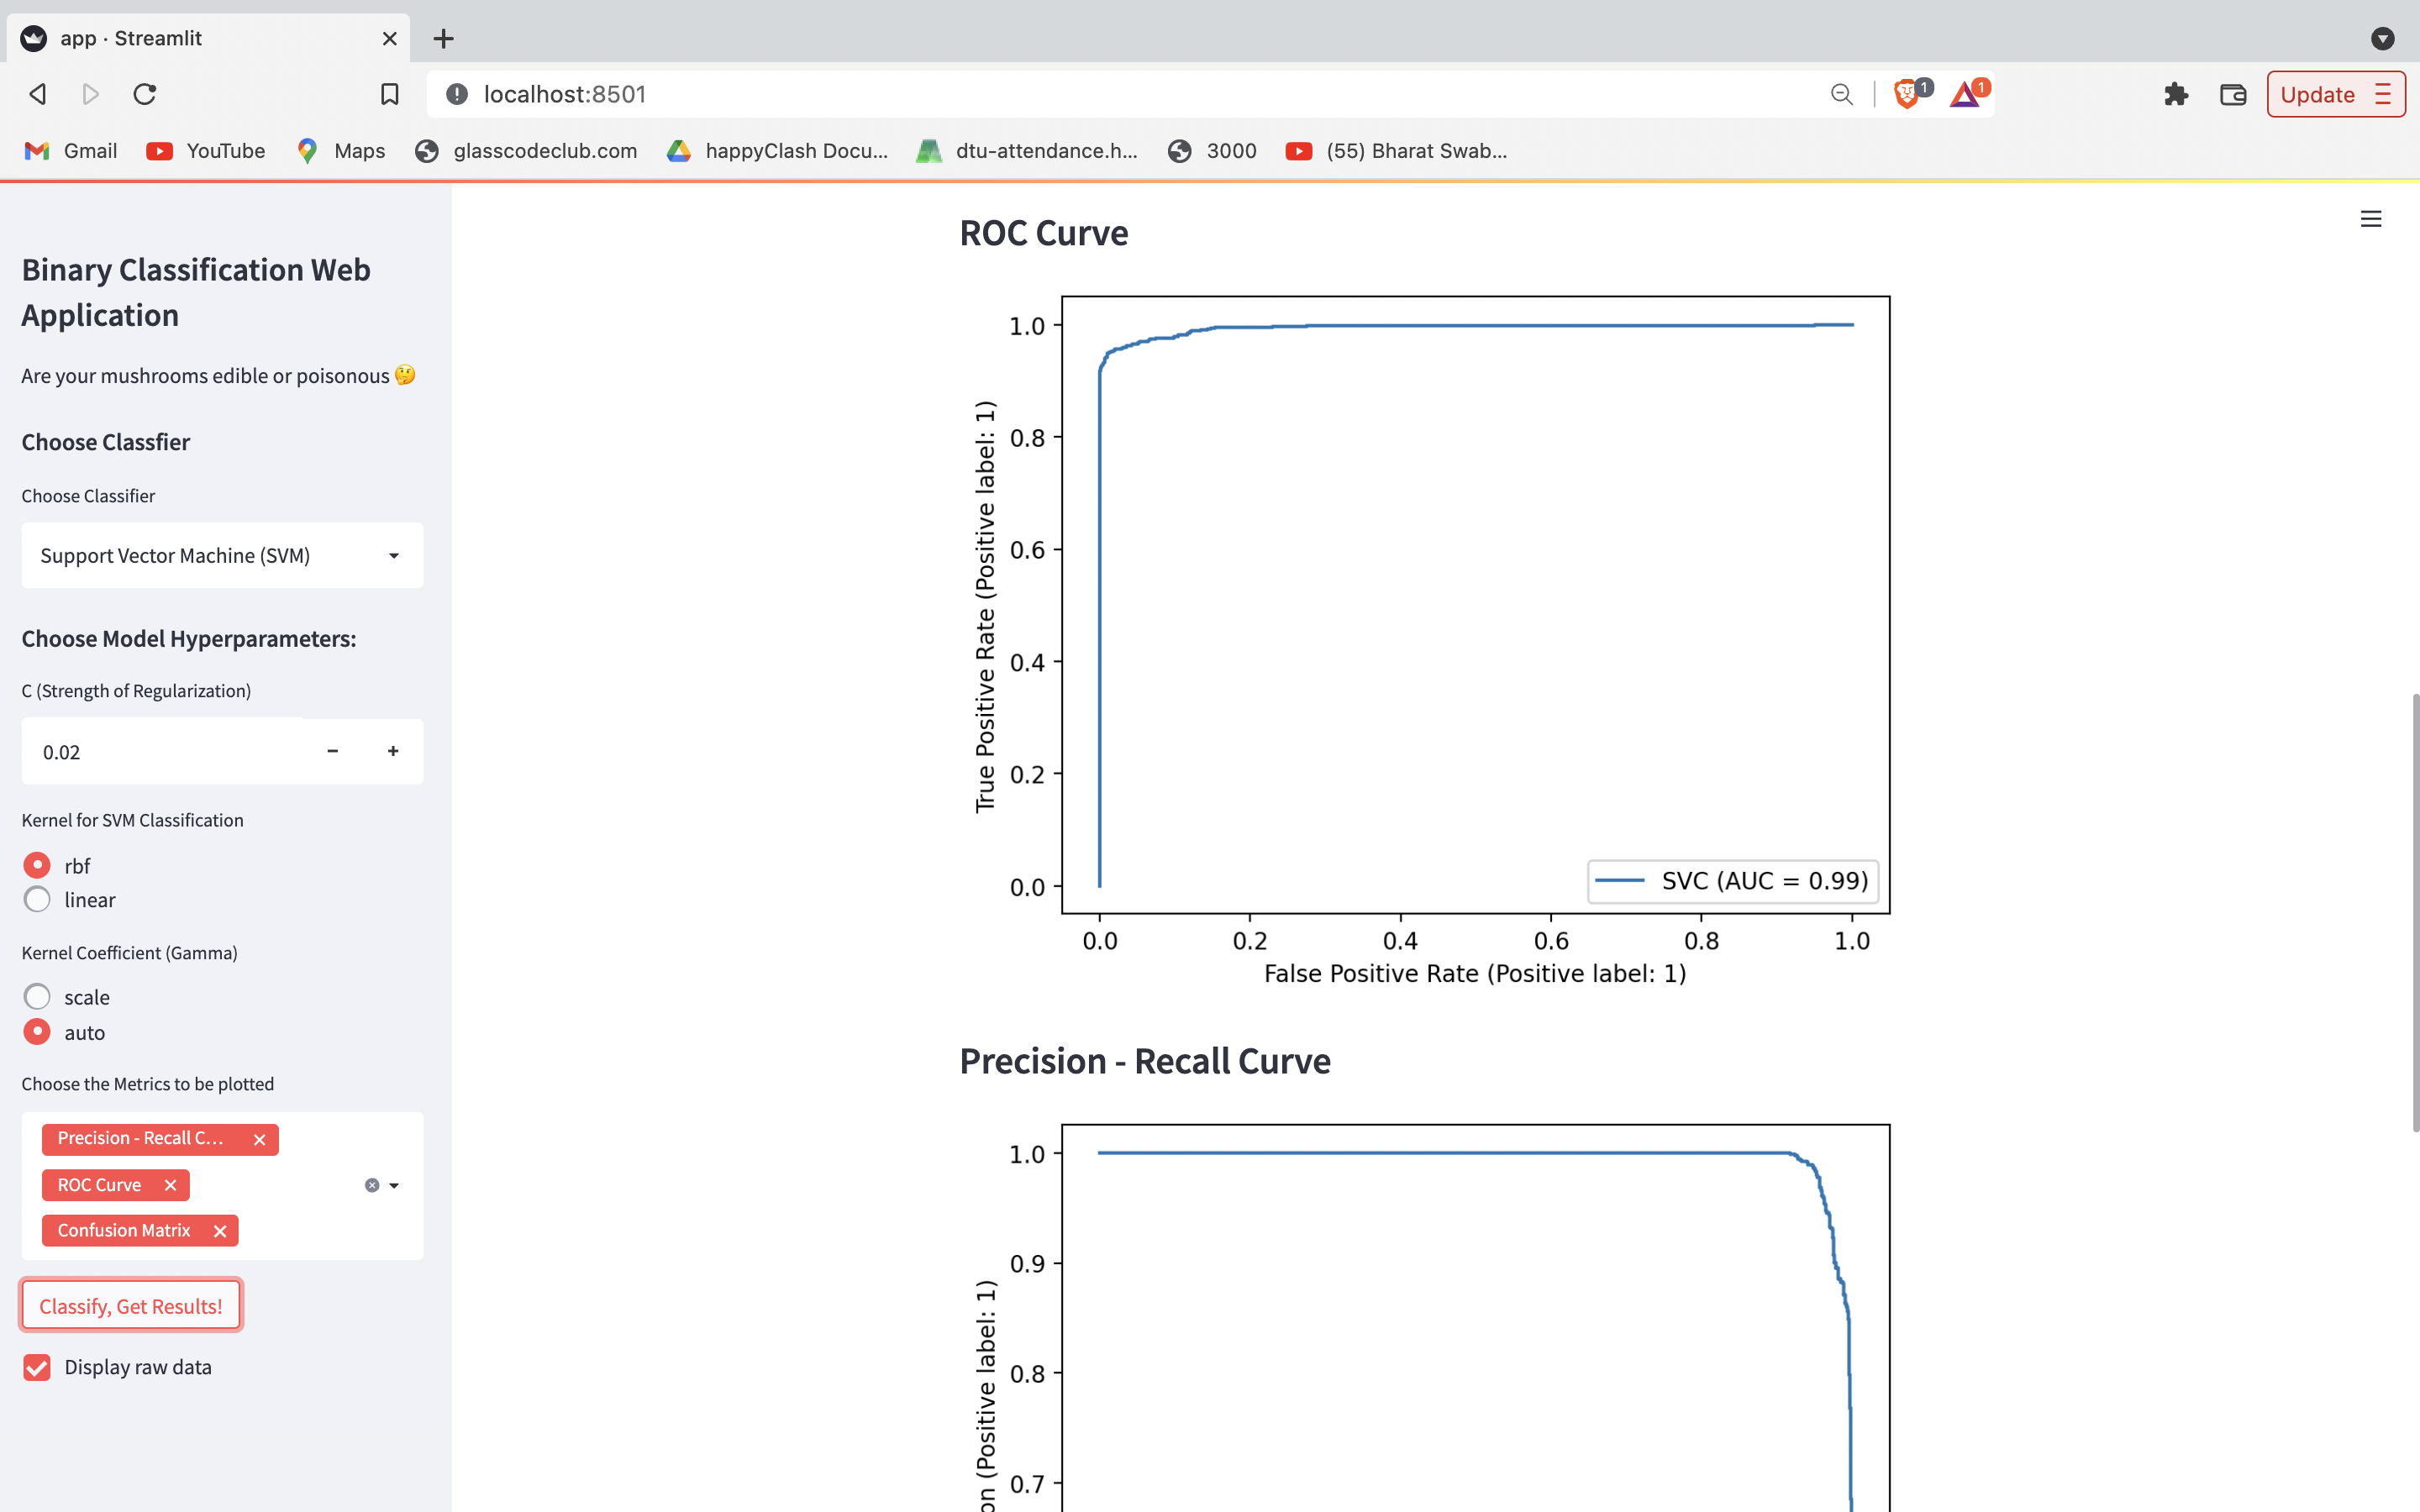 app · Streamlit
localhost:8501
1
1
Update
Gmail
YouTube
Maps
glasscodeclub.com
happyClash Docu...
dtu-attendance.h...
3000
(55) Bharat Swab...
Binary Classification Web
Application
Are your mushrooms edible or poisonous 🤔
Choose Classfier
Choose Classifier
Support Vector Machine (SVM)
Choose Model Hyperparameters:
C (Strength of Regularization)
0.02
Kernel for SVM Classification
rbf
linear
Kernel Coefficient (Gamma)
scale
auto
Choose the Metrics to be plotted
Precision - Recall C...
ROC Curve
Confusion Matrix
Classify, Get Results!
Display raw data
ROC Curve
True Positive Rate (Positive label: 1)
1.0
0.8
0.6
0.4
0.2
0.0
SVC (AUC = 0.99)
0.0 0.2 0.4 0.6 0.8 1.0
False Positive Rate (Positive label: 1)
Precision - Recall Curve
on (Positive label: 1)
1.0
0.9
0.8
0.7